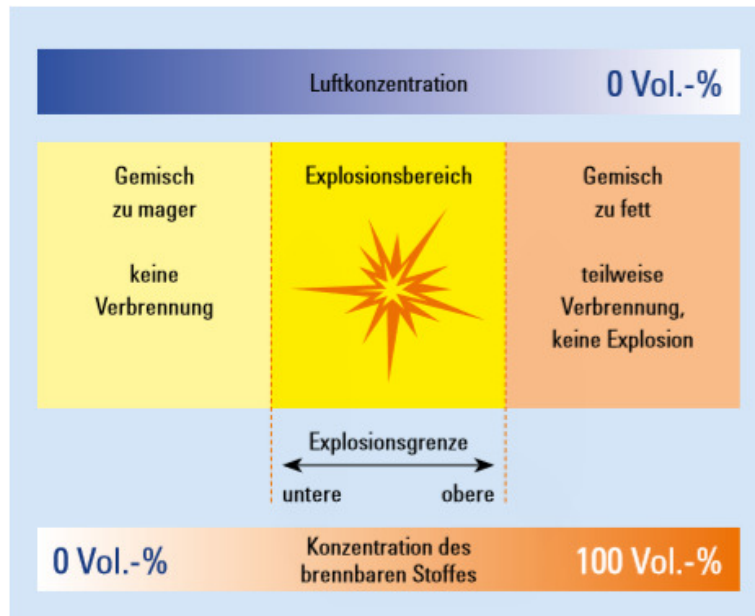 Luftkonzentration 0 Vol.-%
Gemisch
zu mager
keine
Verbrennung
Explosionsbereich
Gemisch
zu fett
teilweise
Verbrennung,
keine Explosion
Explosionsgrenze
untere obere
0 Vol.-%
Konzentration des
brennbaren Stoffes
100 Vol.-%